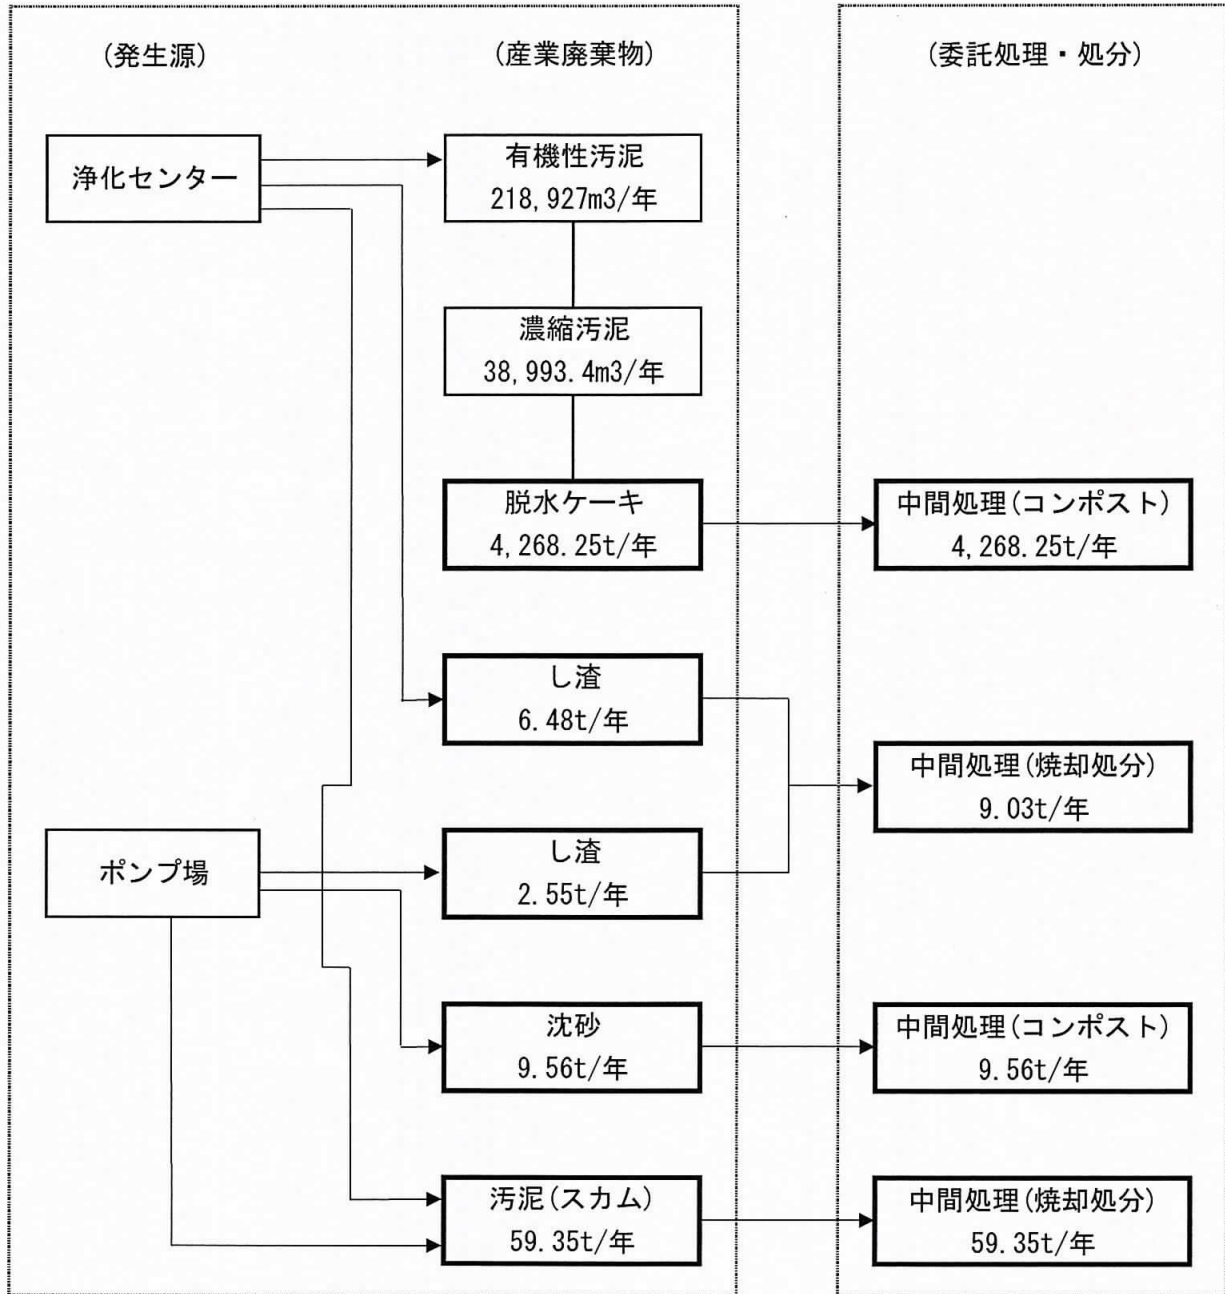 (発生源)
(産業廃棄物)
(委託処理・処分)
浄化センター
有機性汚泥
218,927m3/年
濃縮汚泥
38,993.4m3/年
脱水ケーキ
4,268.25t/年
中間処理(コンポスト)
4,268.25t/年
し渣
6.48t/年
中間処理(焼却処分)
9.03t/年
ポンプ場
し渣
2.55t/年
沈砂
9.56t/年
中間処理(コンポスト)
9.56t/年
汚泥(スカム)
59.35t/年
中間処理(焼却処分)
59.35t/年